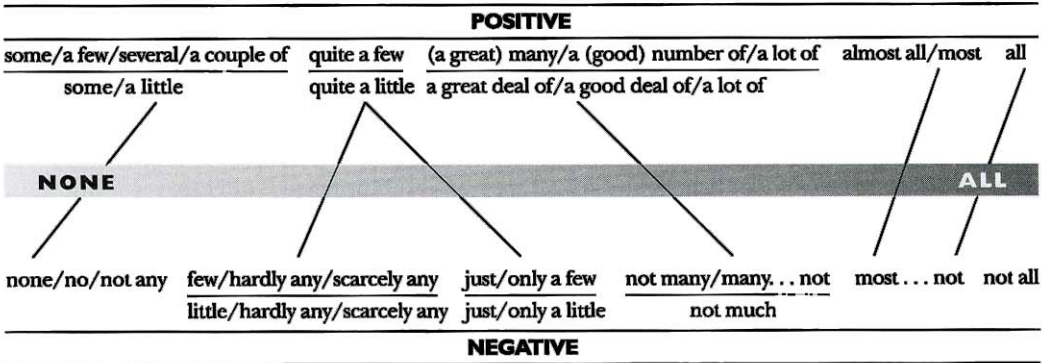 POSITIVE
some/a few/several/a couple of quite a few (a great) many/a (good) number of/a lot of almost all/most all
some/a little quite a little a great deal of/a good deal of/a lot of
NONE ALL
none/no/not any few/hardly any/scarcely any just/only a few not many/many...not most...not not all
little/hardly any/scarcely any just/only a little not much
NEGATIVE